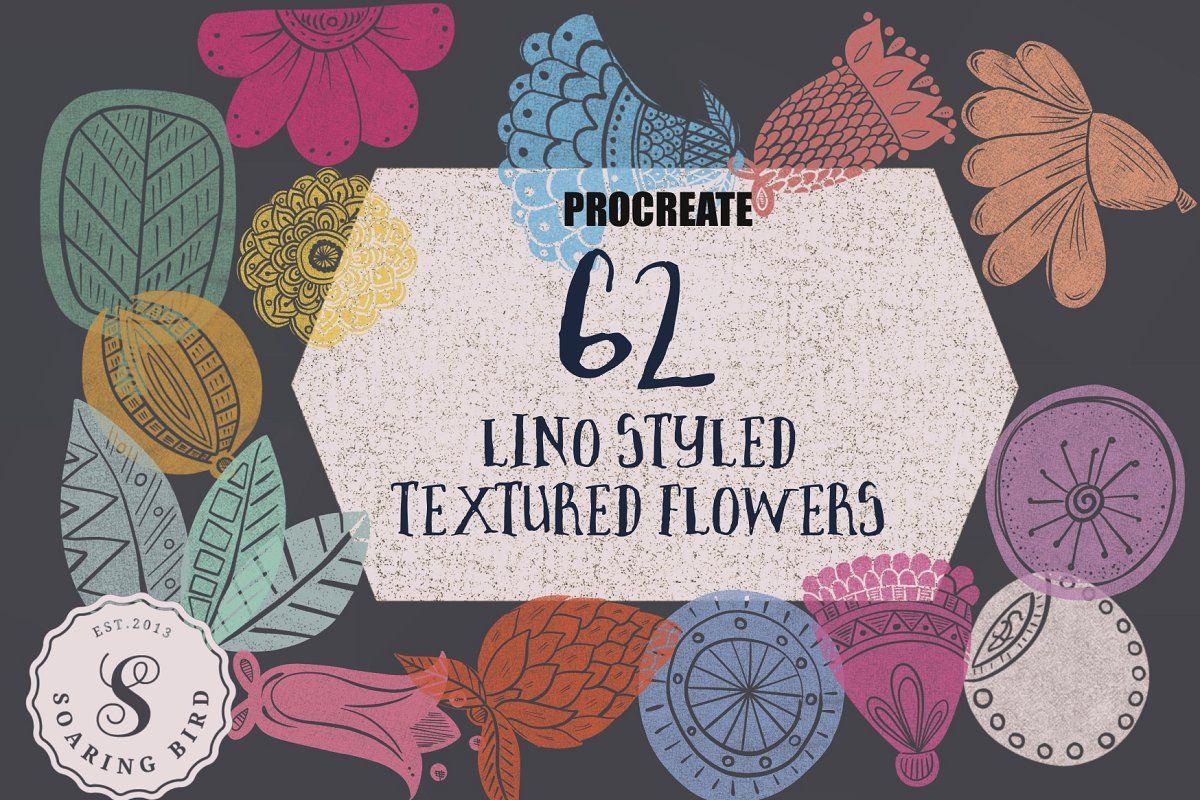 PROCREATE
62
LINO STYLED
TEXTURED FLOWERS
EST.2013
S
SOARING BIRD